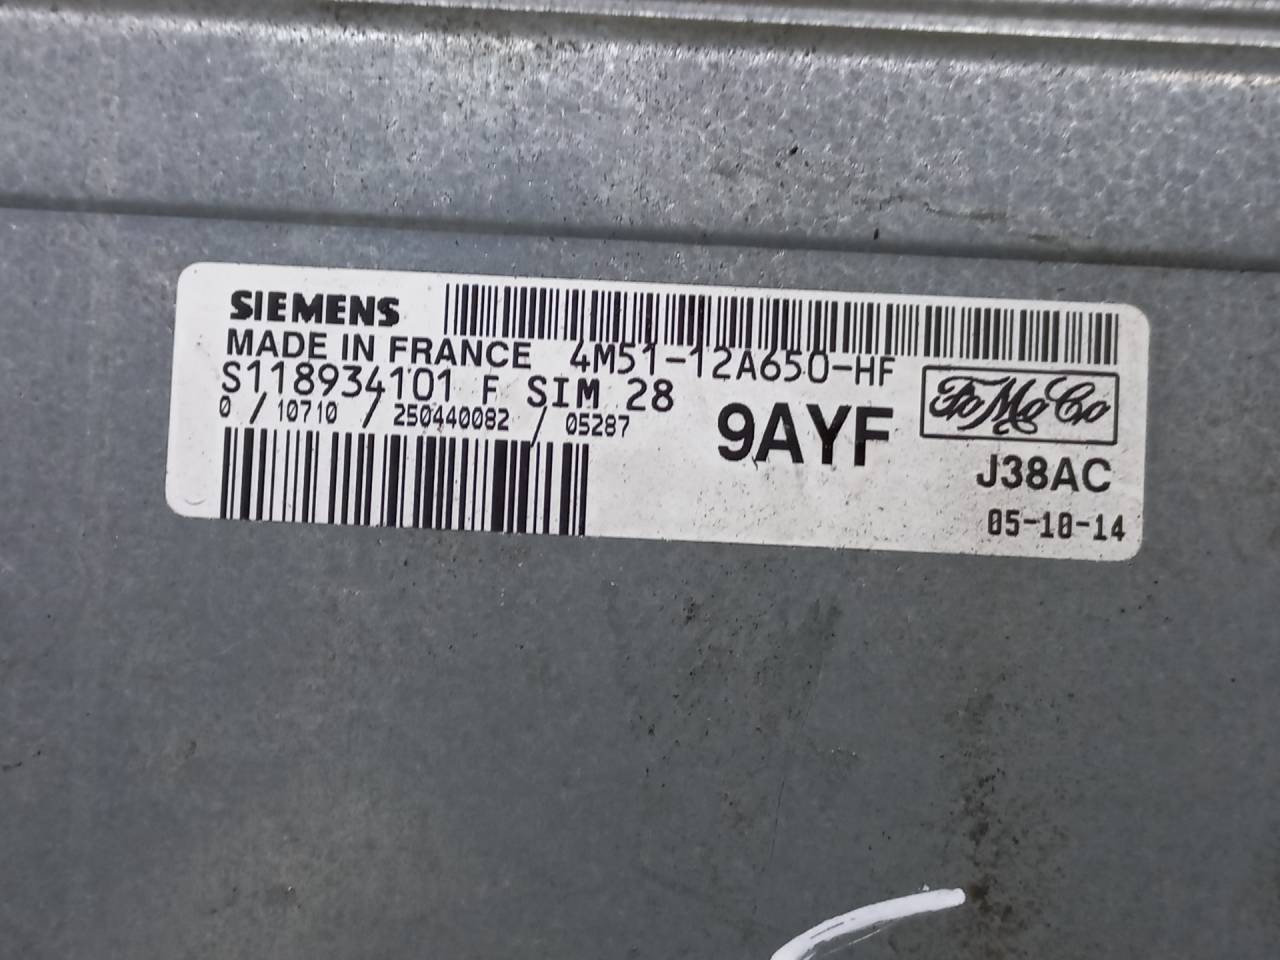 SIEMENS
MADE IN FRANCE 4M51-12A650-HF
S118934101 F SIM 28
0 / 10710 / 250440082 / 05287
9AYF
FoMoCo
J38AC
05-10-14